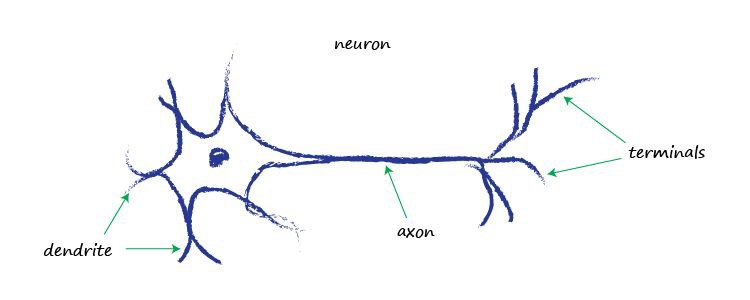 neuron
terminals
axon
dendrite